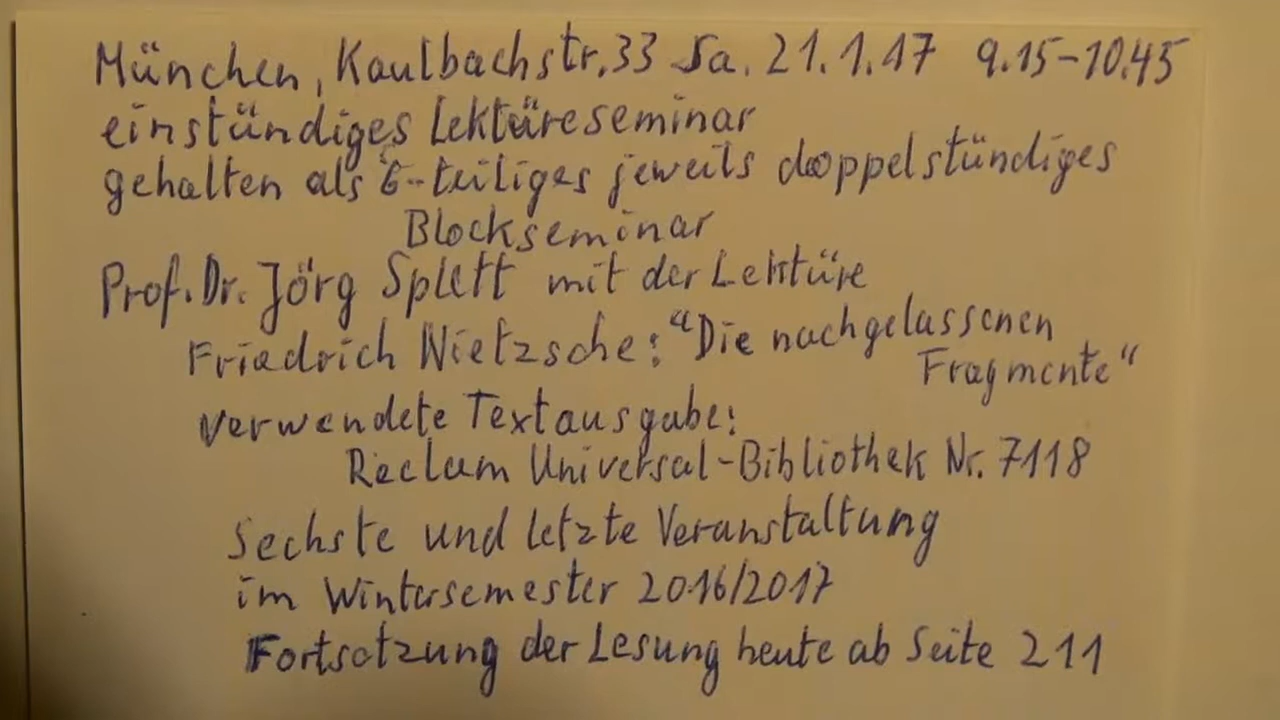 München, Kaulbachstr. 33 Sa. 21.1.17 9.15-10.45
einstündiges Lektüreseminar
gehalten als 6-teiliges jeweils doppelstündiges
Blockseminar
Prof. Dr. Jörg Splett mit der Lektüre
Friedrich Nietzsche: "Die nachgelassenen
Fragmente"
verwendete Textausgabe:
Reclam Universal-Bibliothek Nr. 7118
Sechste und letzte Veranstaltung
im Wintersemester 2016/2017
Fortsetzung der Lesung heute ab Seite 211